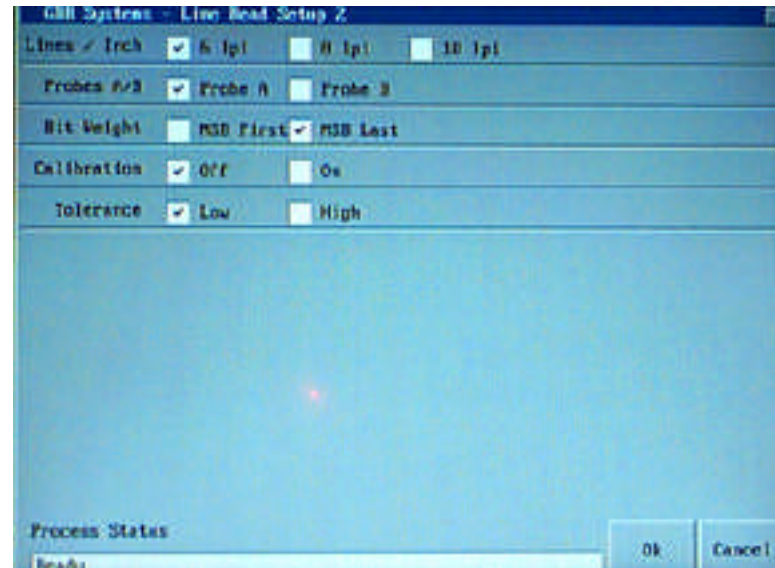 GBR Systems - Line Read Setup 2
Lines / Inch 6 lpi 8 lpi 10 lpi
Probes A/B Probe A Probe B
Bit Weight MSB First MSB Last
Calibration Off On
Tolerance Low High
Process Status
Ready
Ok Cancel